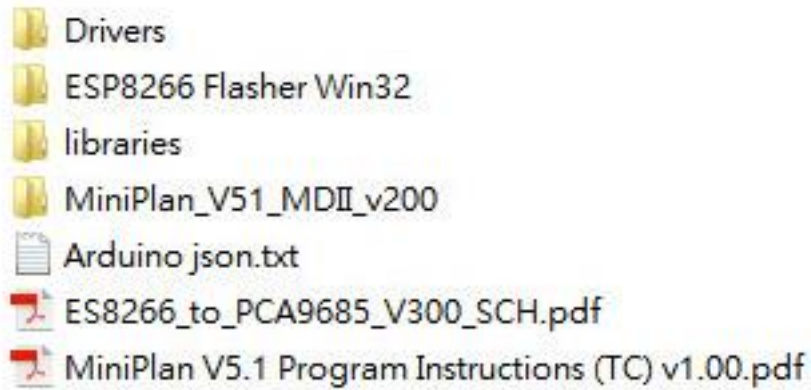 Drivers
ESP8266 Flasher Win32
libraries
MiniPlan_V51_MDII_v200
Arduino json.txt
ES8266_to_PCA9685_V300_SCH.pdf
MiniPlan V5.1 Program Instructions (TC) v1.00.pdf